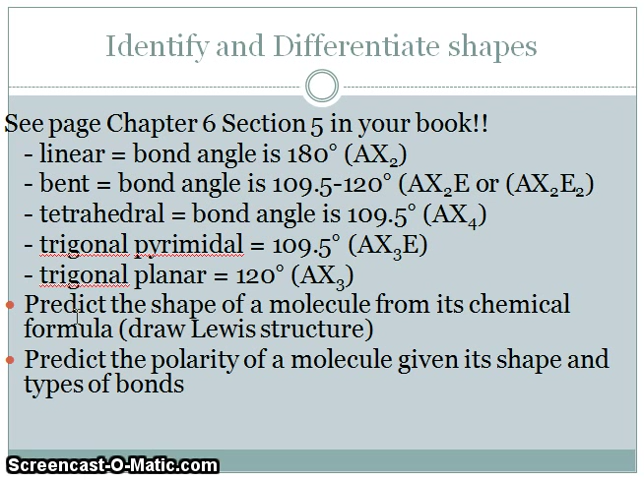 Identify and Differentiate shapes
See page Chapter 6 Section 5 in your book!!
- linear = bond angle is 180° (AX₂)
- bent = bond angle is 109.5-120° (AX₂E or (AX₂E₂)
- tetrahedral = bond angle is 109.5° (AX₄)
- trigonal pyrimidal = 109.5° (AX₃E)
- trigonal planar = 120° (AX₃)
• Predict the shape of a molecule from its chemical
formula (draw Lewis structure)
• Predict the polarity of a molecule given its shape and
types of bonds
Screencast-O-Matic.com